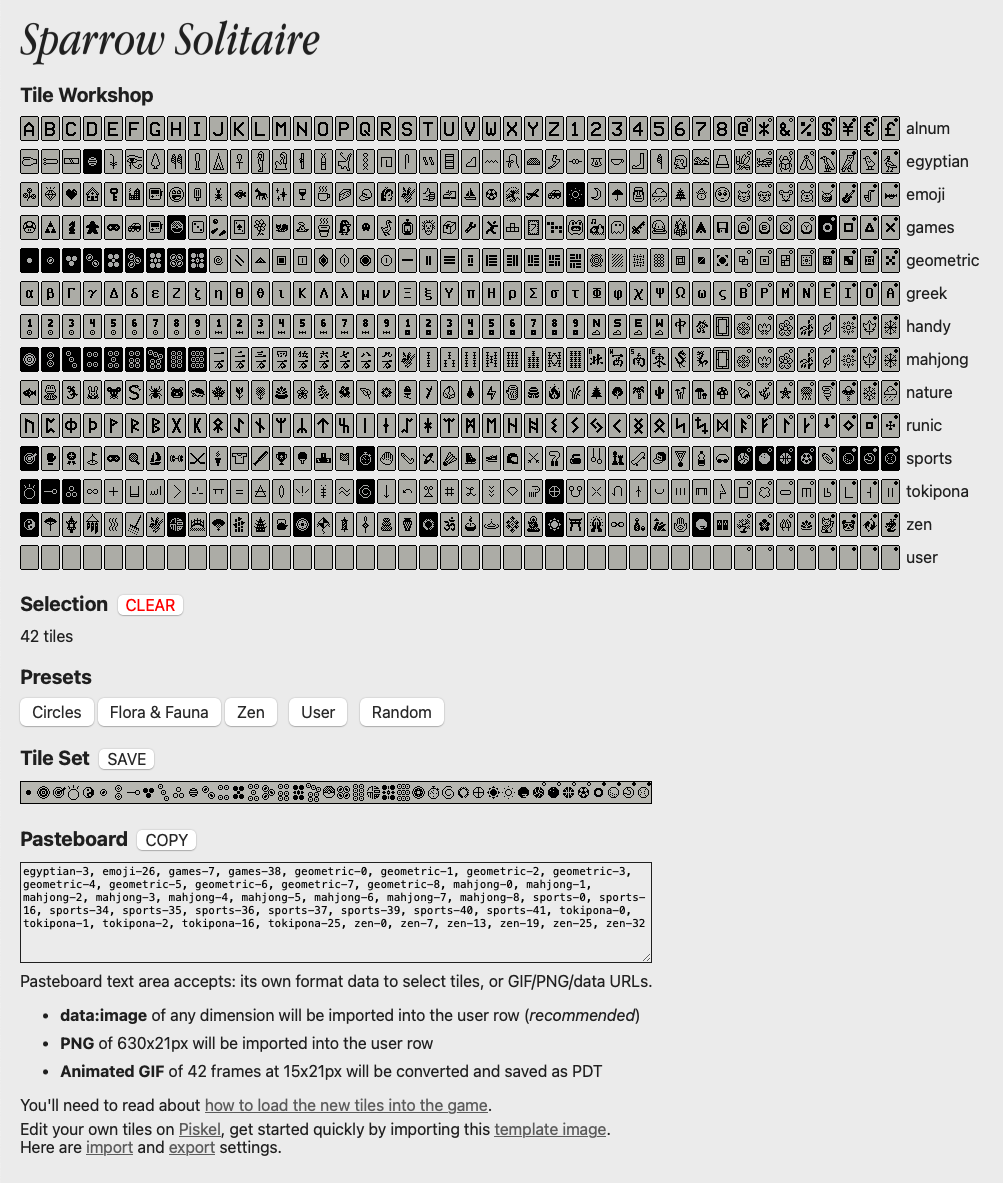 Sparrow Solitaire
Tile Workshop
A B C D E F G H I J K L M N O P Q R S T U V W X Y Z 1 2 3 4 5 6 7 8 @ * & % $ ¥ € £ alnum
egyptian
emoji
games
geometric
α β Γ γ Δ δ ε Ζ ζ η θ Θ ι Κ Λ λ μ ν Ξ ξ Υ π Η ρ Σ σ τ Φ φ χ Ψ Ω ω ς Β Ρ Μ Ν Ε Ι Ο Α greek
1 2 3 4 5 6 7 8 9 1 2 3 4 5 6 7 8 9 1 2 3 4 5 6 7 8 9 N S E W 中 handy
mahjong
nature
runic
sports
tokipona
zen
user
Selection CLEAR
42 tiles
Presets
Circles Flora & Fauna Zen User Random
Tile Set SAVE
Pasteboard COPY
egyptian-3, emoji-26, games-7, games-38, geometric-0, geometric-1, geometric-2, geometric-3,
geometric-4, geometric-5, geometric-6, geometric-7, geometric-8, mahjong-0, mahjong-1,
mahjong-2, mahjong-3, mahjong-4, mahjong-5, mahjong-6, mahjong-7, mahjong-8, sports-0, sports-
16, sports-34, sports-35, sports-36, sports-37, sports-39, sports-40, sports-41, tokipona-0,
tokipona-1, tokipona-2, tokipona-16, tokipona-25, zen-0, zen-7, zen-13, zen-19, zen-25, zen-32
Pasteboard text area accepts: its own format data to select tiles, or GIF/PNG/data URLs.
• data:image of any dimension will be imported into the user row (recommended)
• PNG of 630x21px will be imported into the user row
• Animated GIF of 42 frames at 15x21px will be converted and saved as PDT
You'll need to read about how to load the new tiles into the game.
Edit your own tiles on Piskel, get started quickly by importing this template image.
Here are import and export settings.